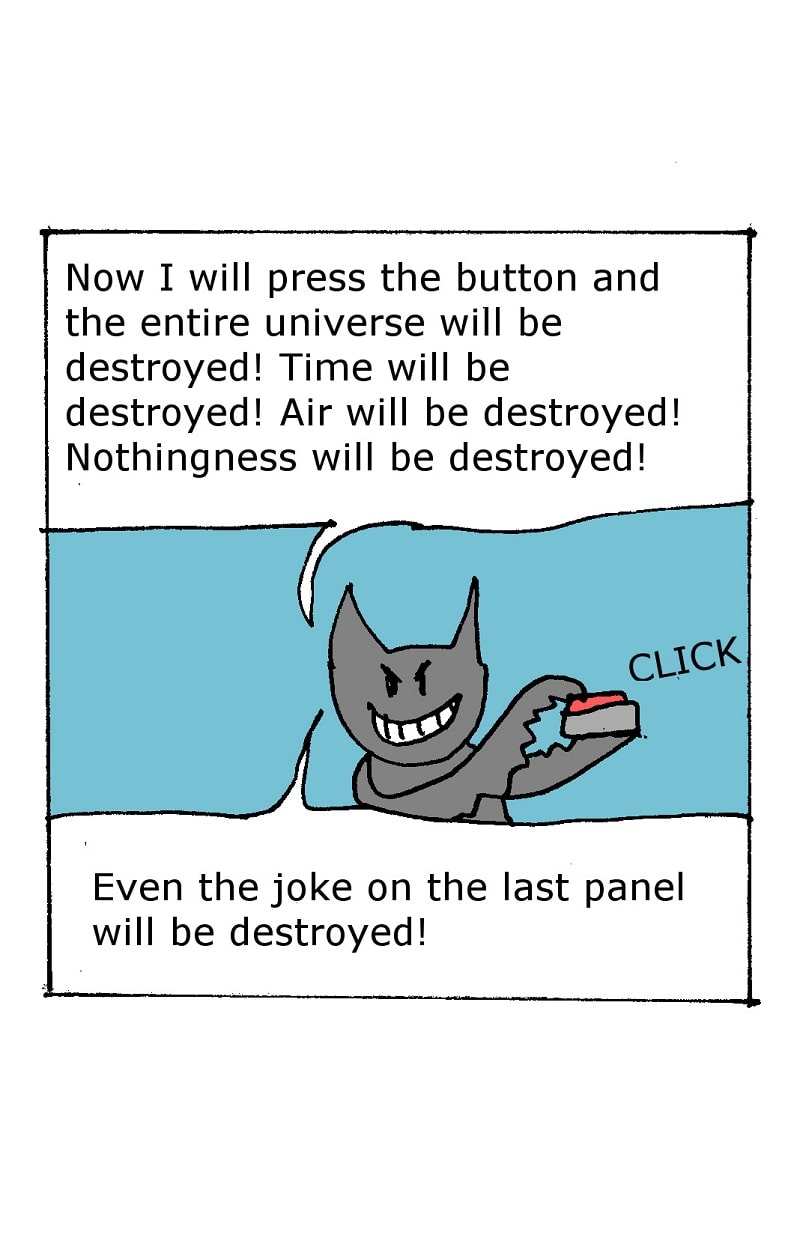 Now I will press the button and
the entire universe will be
destroyed! Time will be
destroyed! Air will be destroyed!
Nothingness will be destroyed!
CLICK
Even the joke on the last panel
will be destroyed!